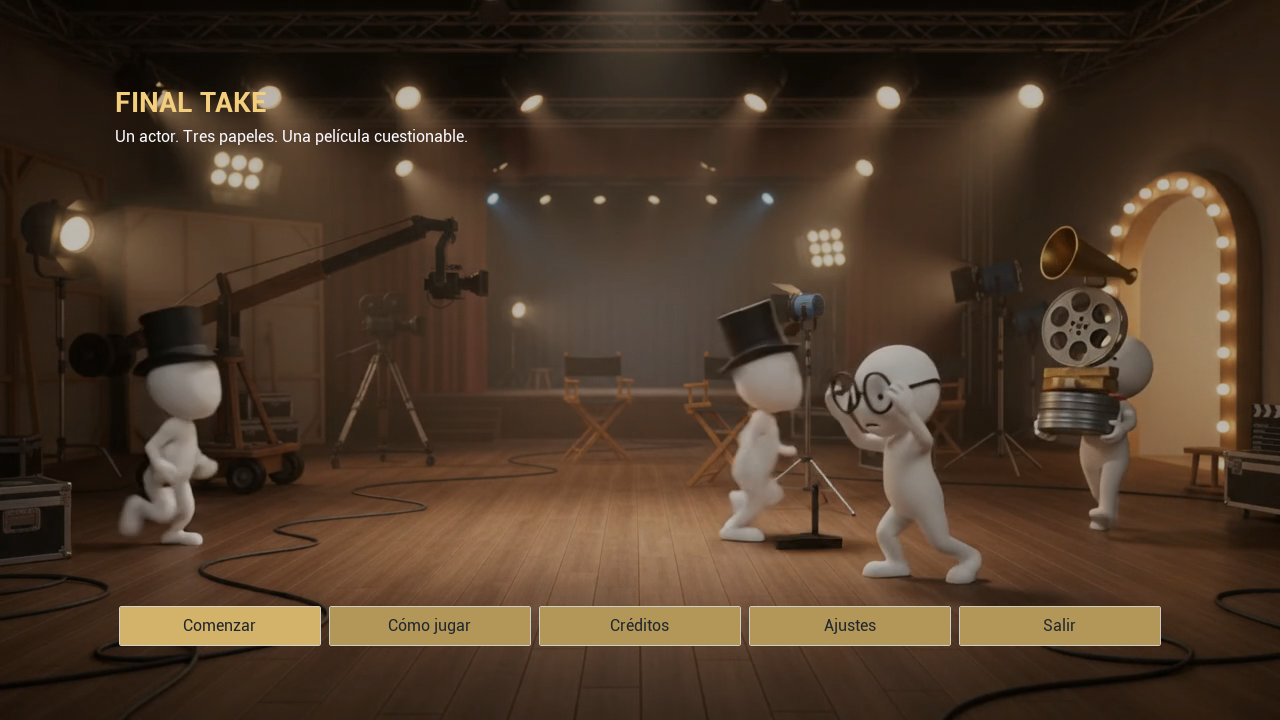 FINAL TAKE
Un actor. Tres papeles. Una película cuestionable.
Comenzar
Cómo jugar
Créditos
Ajustes
Salir